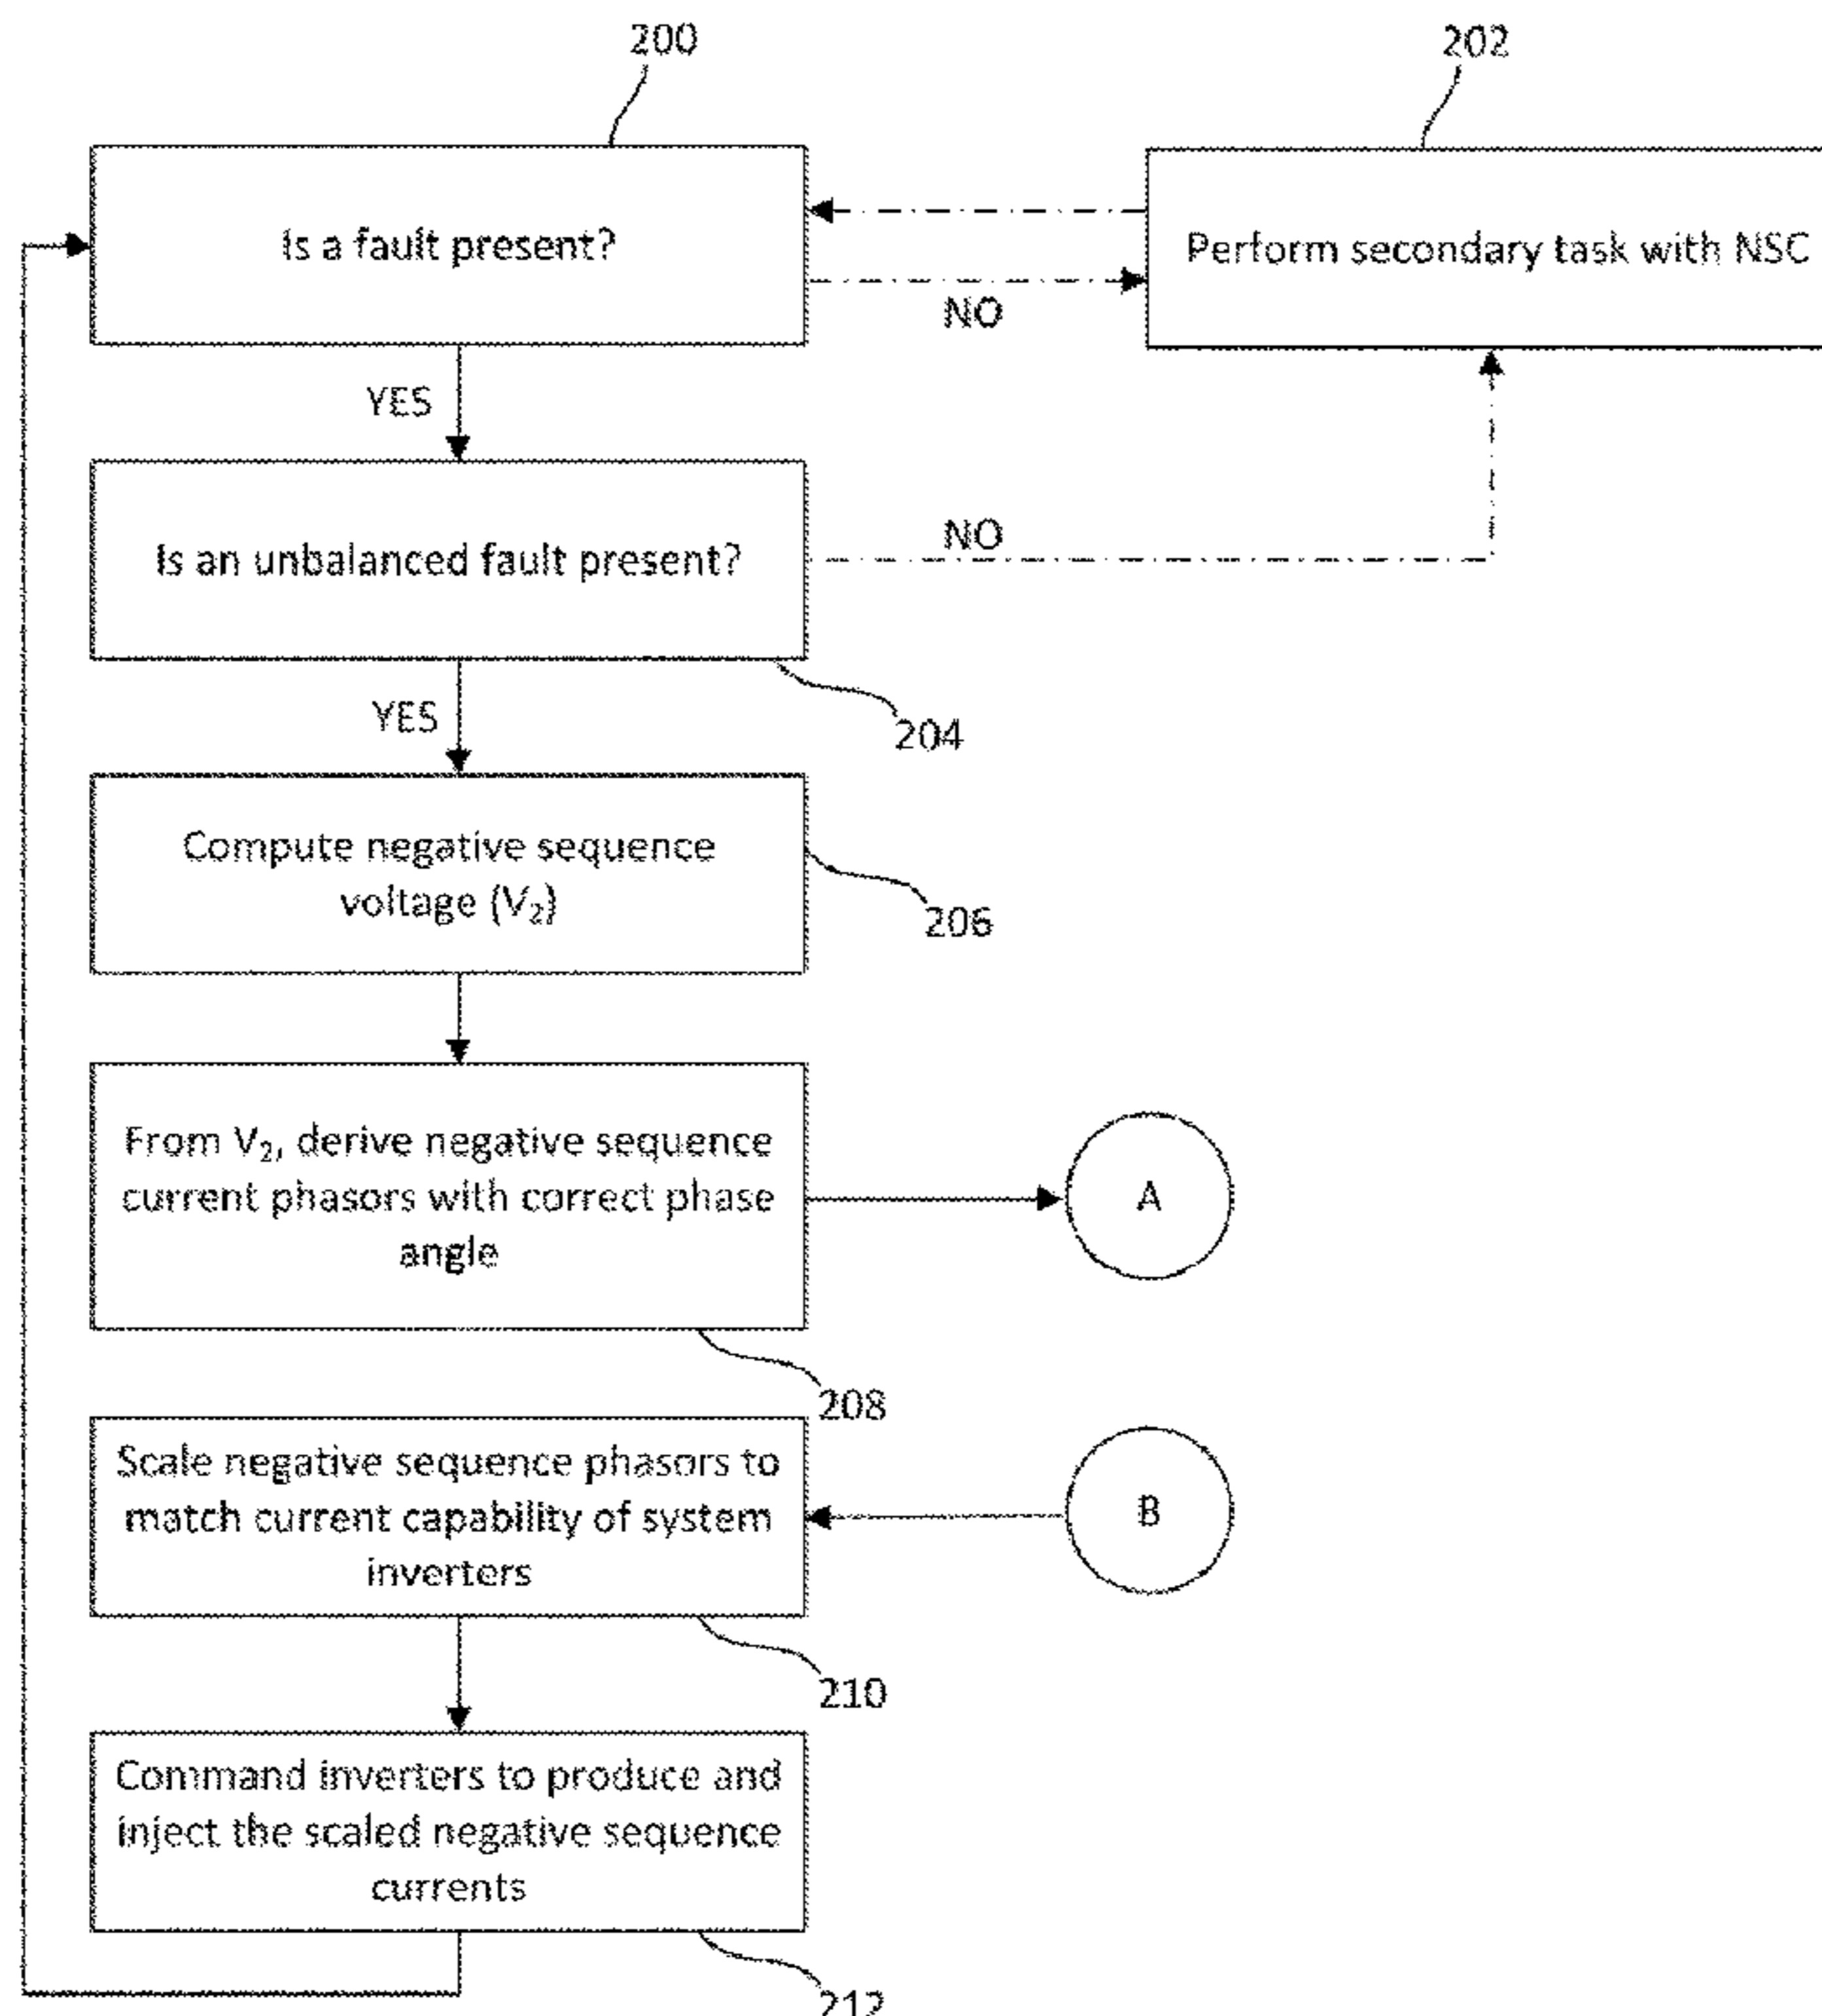 200
202
Is a fault present?
Perform secondary task with NSC
NO
YES
Is an unbalanced fault present?
NO
204
YES
Compute negative sequence
voltage (V₂)
206
From V₂, derive negative sequence
current phasors with correct phase
angle
A
208
Scale negative sequence phasors to
match current capability of system
inverters
B
210
Command inverters to produce and
inject the scaled negative sequence
currents
212